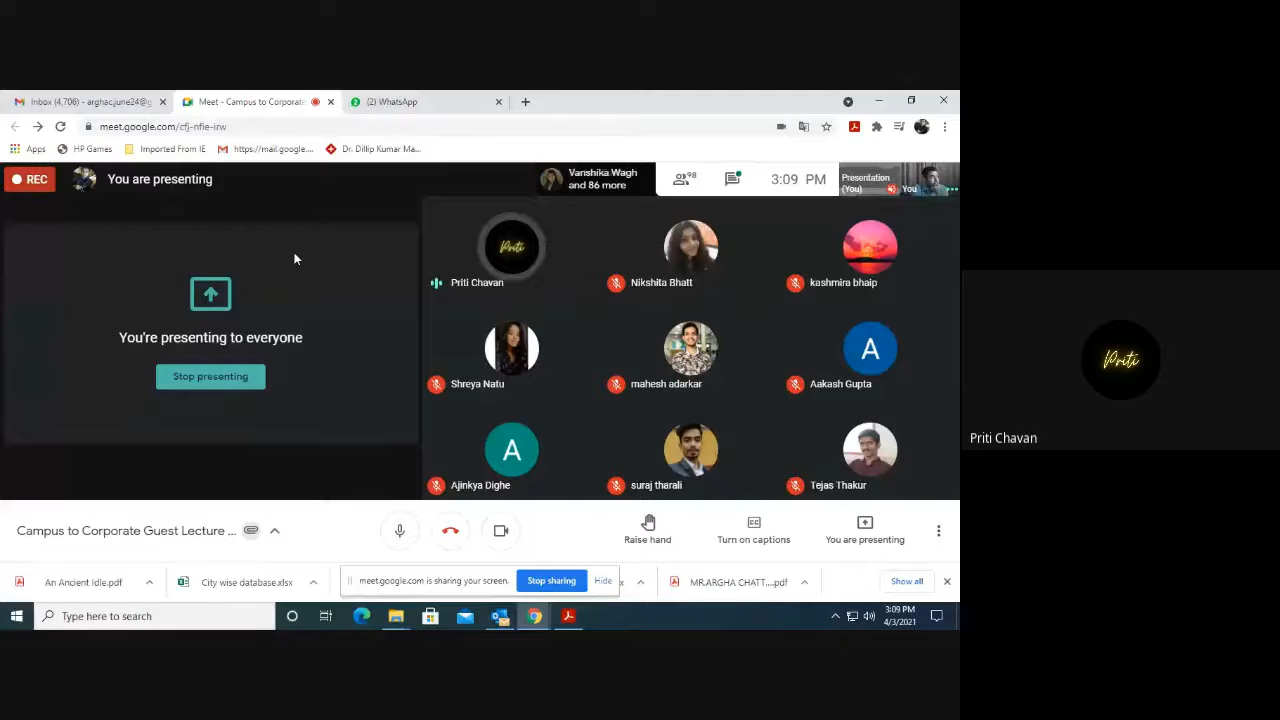 Inbox (4,706) - arghac.june24@g
Meet - Campus to Corporate
(2) WhatsApp
meet.google.com/cfj-nfie-irw
Apps
HP Games
Imported From IE
https://mail.google....
Dr. Dillip Kumar Ma...
REC
You are presenting
Vanshika Wagh
and 86 more
98
3:09 PM
Presentation
(You)
You
You're presenting to everyone
Stop presenting
Priti
Priti Chavan
Nikshita Bhatt
kashmira bhaip
Shreya Natu
mahesh adarkar
A
Aakash Gupta
A
Ajinkya Dighe
suraj tharali
Tejas Thakur
Priti
Priti Chavan
Campus to Corporate Guest Lecture ...
Raise hand
Turn on captions
You are presenting
An Ancient Idle.pdf
City wise database.xlsx
meet.google.com is sharing your screen.
Stop sharing
Hide
MR.ARGHA CHATT....pdf
Show all
Type here to search
3:09 PM
4/3/2021